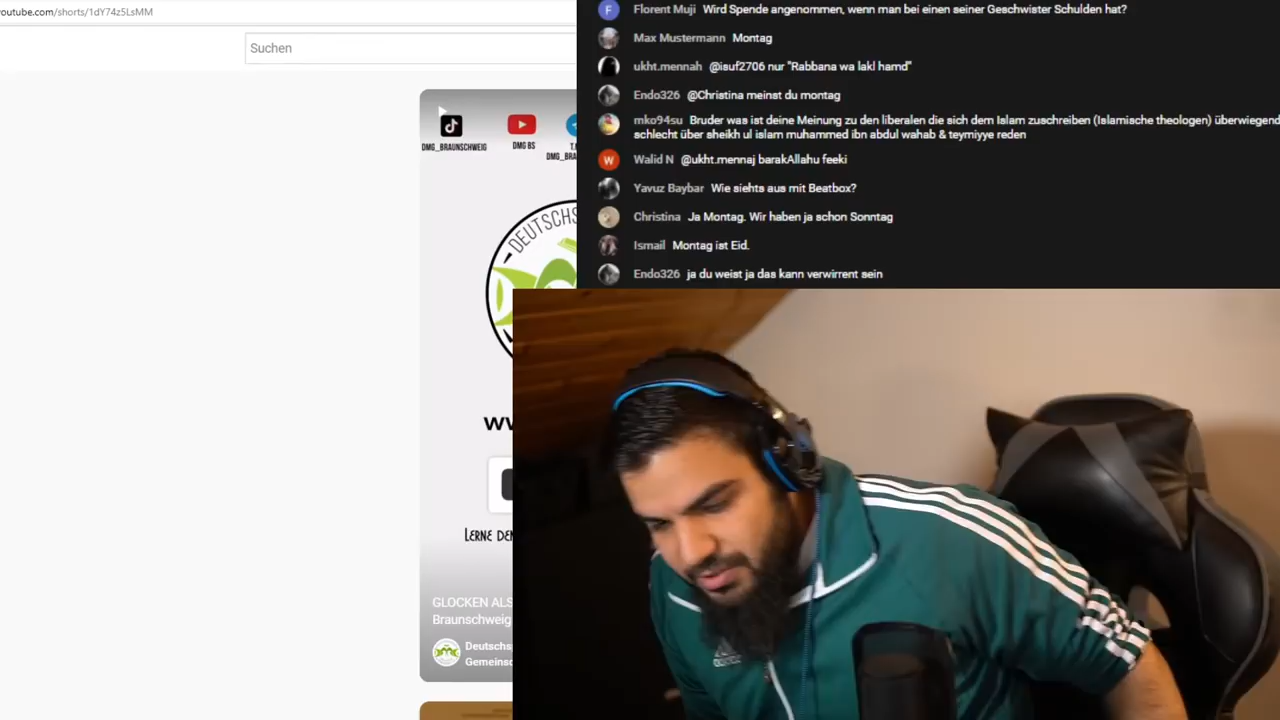 youtube.com/shorts/1dY74z5LsMM
Suchen
DMG_BRAUNSCHWEIG
DMG BS
DEUTSCHS
GLOCKEN ALS
Braunschweig
Deutschs
Gemeinsc
Florent Muji Wird Spende angenommen, wenn man bei einen seiner Geschwister Schulden hat?
Max Mustermann Montag
ukht.mennah @isuf2706 nur "Rabbana wa lakl hamd"
Endo326 @Christina meinst du montag
mko94su Bruder was ist deine Meinung zu den liberalen die sich dem Islam zuschreiben (Islamische theologen) überwiegend
schlecht über sheikh ul islam muhammed ibn abdul wahab & teymiyye reden
W Walid N @ukht.mennaj barakAllahu feeki
Yavuz Baybar Wie siehts aus mit Beatbox?
Christina Ja Montag. Wir haben ja schon Sonntag
Ismail Montag ist Eid.
Endo326 ja du weist ja das kann verwirrent sein
adidas